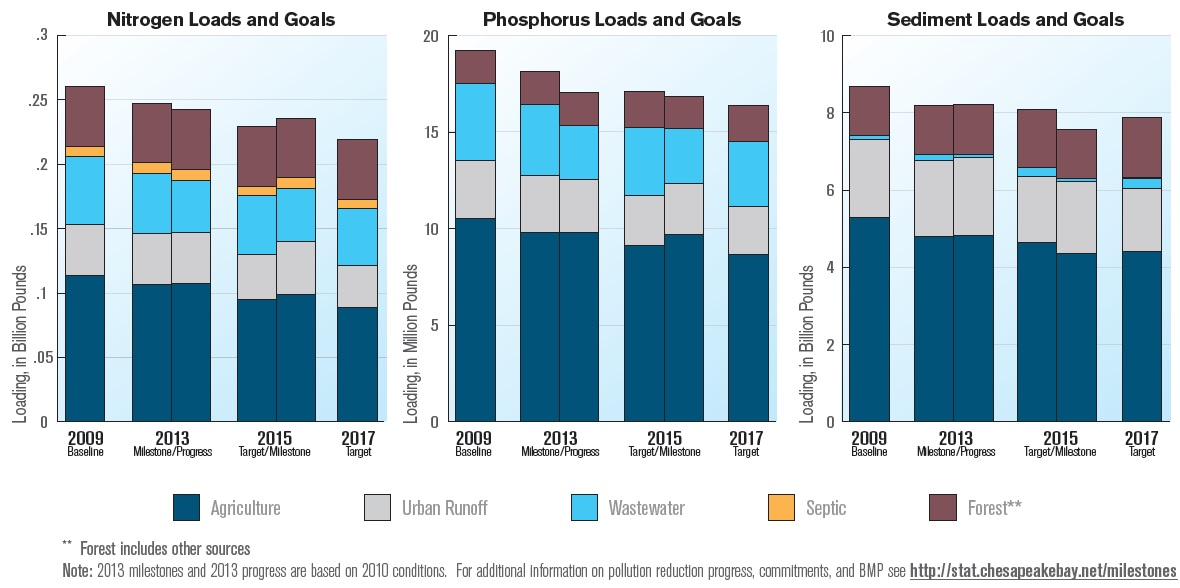 Nitrogen Loads and Goals
Loading, in Billion Pounds
.3
.25
.2
.15
.1
.05
0
2009
Baseline
2013
Milestone/Progress
2015
Target/Milestone
2017
Target
Phosphorus Loads and Goals
Loading, in Million Pounds
20
15
10
5
0
2009
Baseline
2013
Milestone/Progress
2015
Target/Milestone
2017
Target
Sediment Loads and Goals
Loading, in Billion Pounds
10
8
6
4
2
0
2009
Baseline
2013
Milestone/Progress
2015
Target/Milestone
2017
Target
Agriculture
Urban Runoff
Wastewater
Septic
Forest**
** Forest includes other sources
Note: 2013 milestones and 2013 progress are based on 2010 conditions. For additional information on pollution reduction progress, commitments, and BMP see http://stat.chesapeakebay.net/milestones